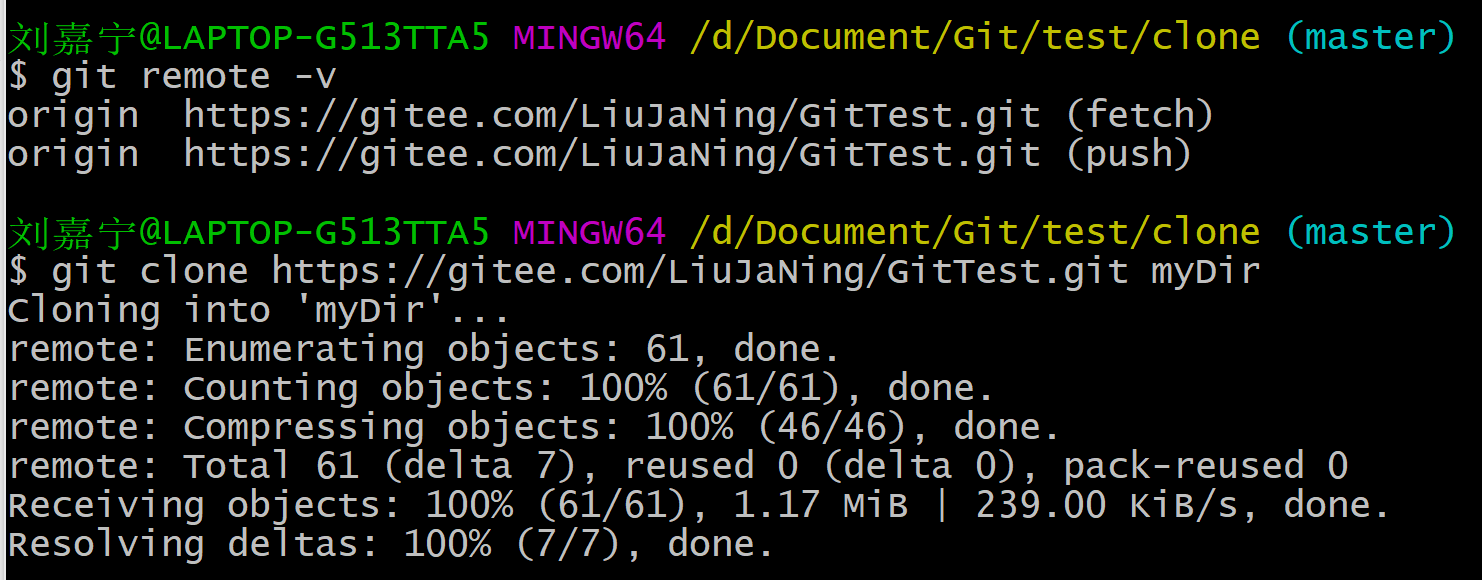 刘嘉宁@LAPTOP-G513TTA5 MINGW64 /d/Document/Git/test/clone (master)
$ git remote -v
origin  https://gitee.com/LiuJaNing/GitTest.git (fetch)
origin  https://gitee.com/LiuJaNing/GitTest.git (push)
刘嘉宁@LAPTOP-G513TTA5 MINGW64 /d/Document/Git/test/clone (master)
$ git clone https://gitee.com/LiuJaNing/GitTest.git myDir
Cloning into 'myDir'...
remote: Enumerating objects: 61, done.
remote: Counting objects: 100% (61/61), done.
remote: Compressing objects: 100% (46/46), done.
remote: Total 61 (delta 7), reused 0 (delta 0), pack-reused 0
Receiving objects: 100% (61/61), 1.17 MiB | 239.00 KiB/s, done.
Resolving deltas: 100% (7/7), done.